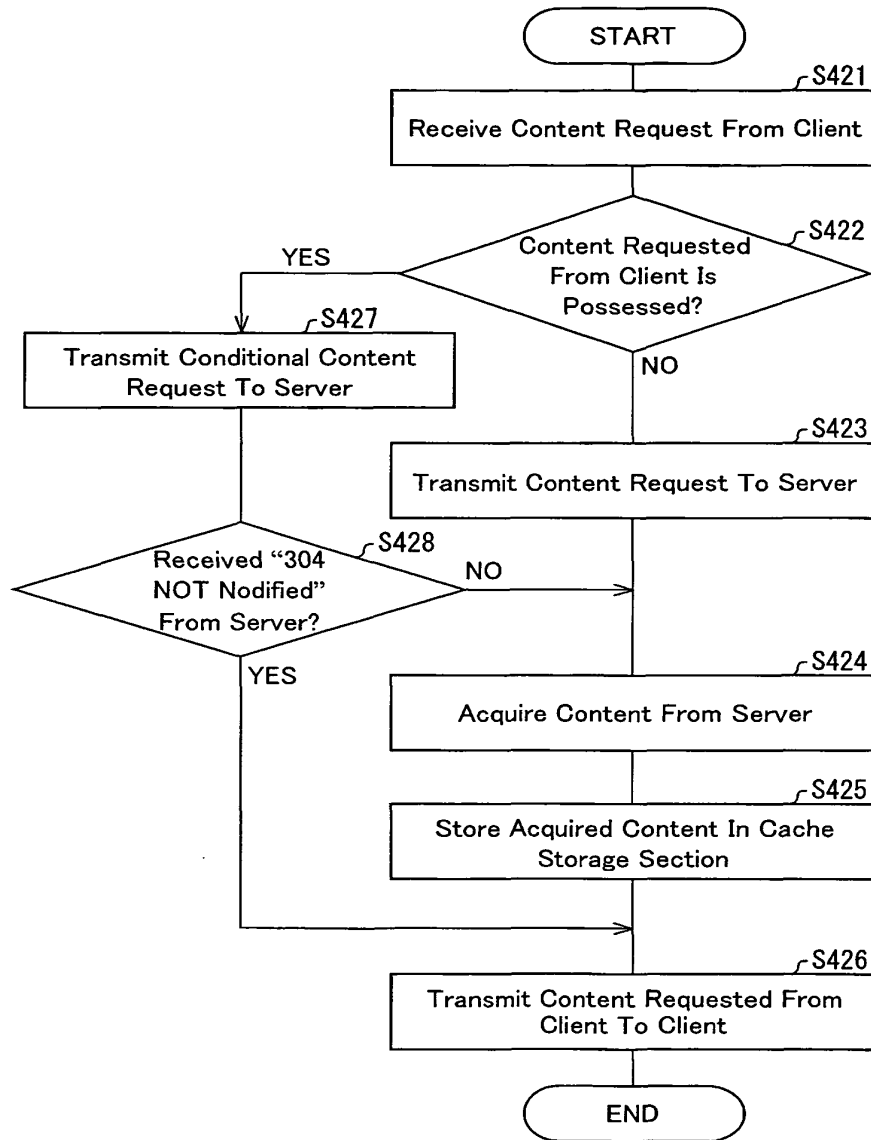 START
S421
Receive Content Request From Client
S422
Content Requested
From Client Is
Possessed?
YES
NO
S427
Transmit Conditional Content
Request To Server
S423
Transmit Content Request To Server
S428
Received “304
NOT Nodified”
From Server?
NO
YES
S424
Acquire Content From Server
S425
Store Acquired Content In Cache
Storage Section
S426
Transmit Content Requested From
Client To Client
END